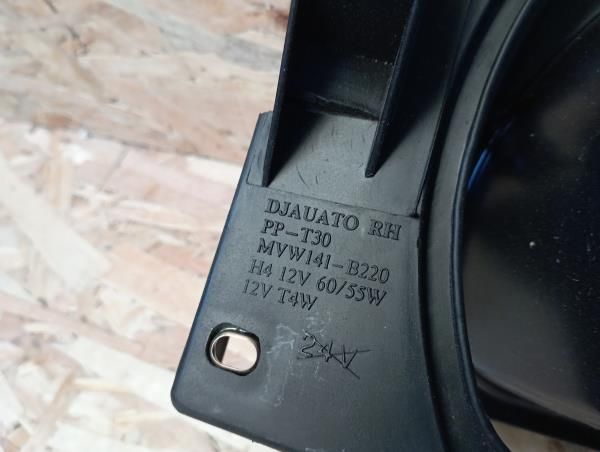 DJAUATO RH
PP-T30
MVW141-B220
H4 12V 60/55W
12V T4W